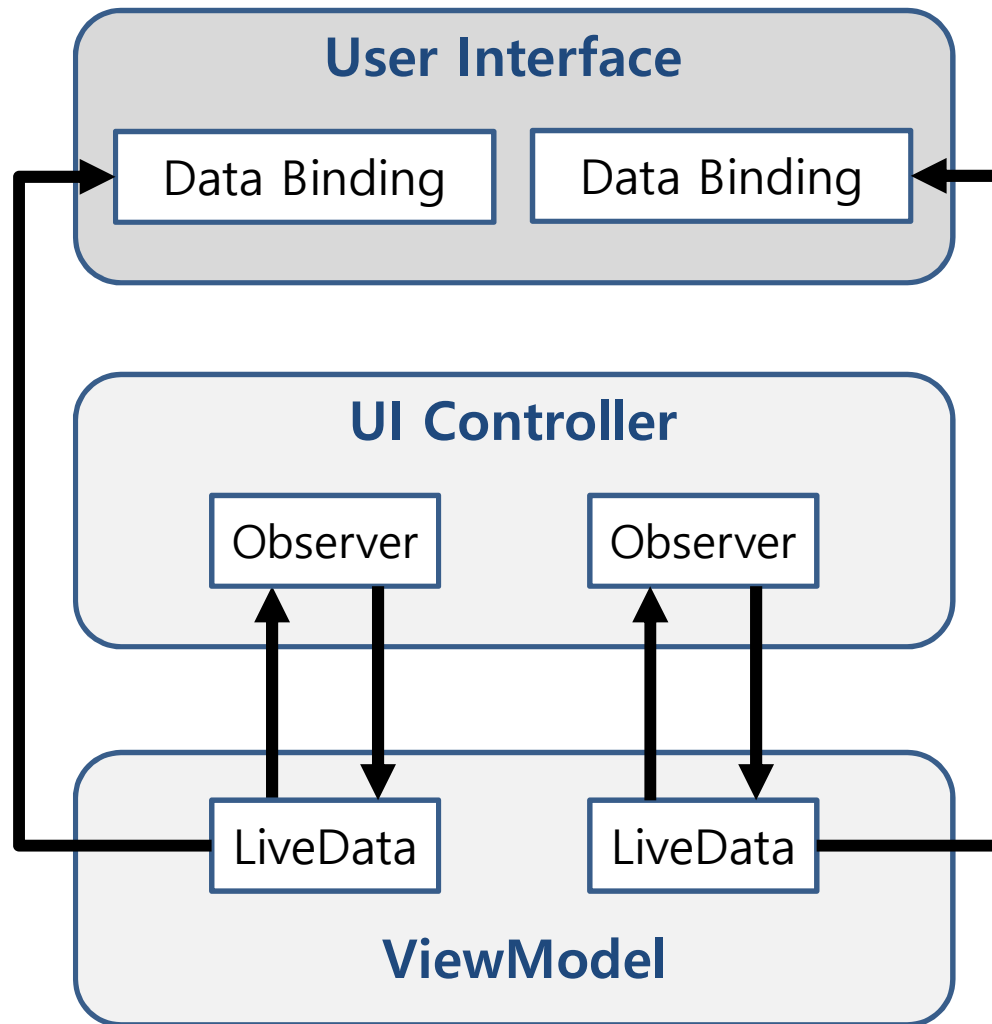 User Interface
Data Binding
Data Binding
UI Controller
Observer
Observer
LiveData
LiveData
ViewModel